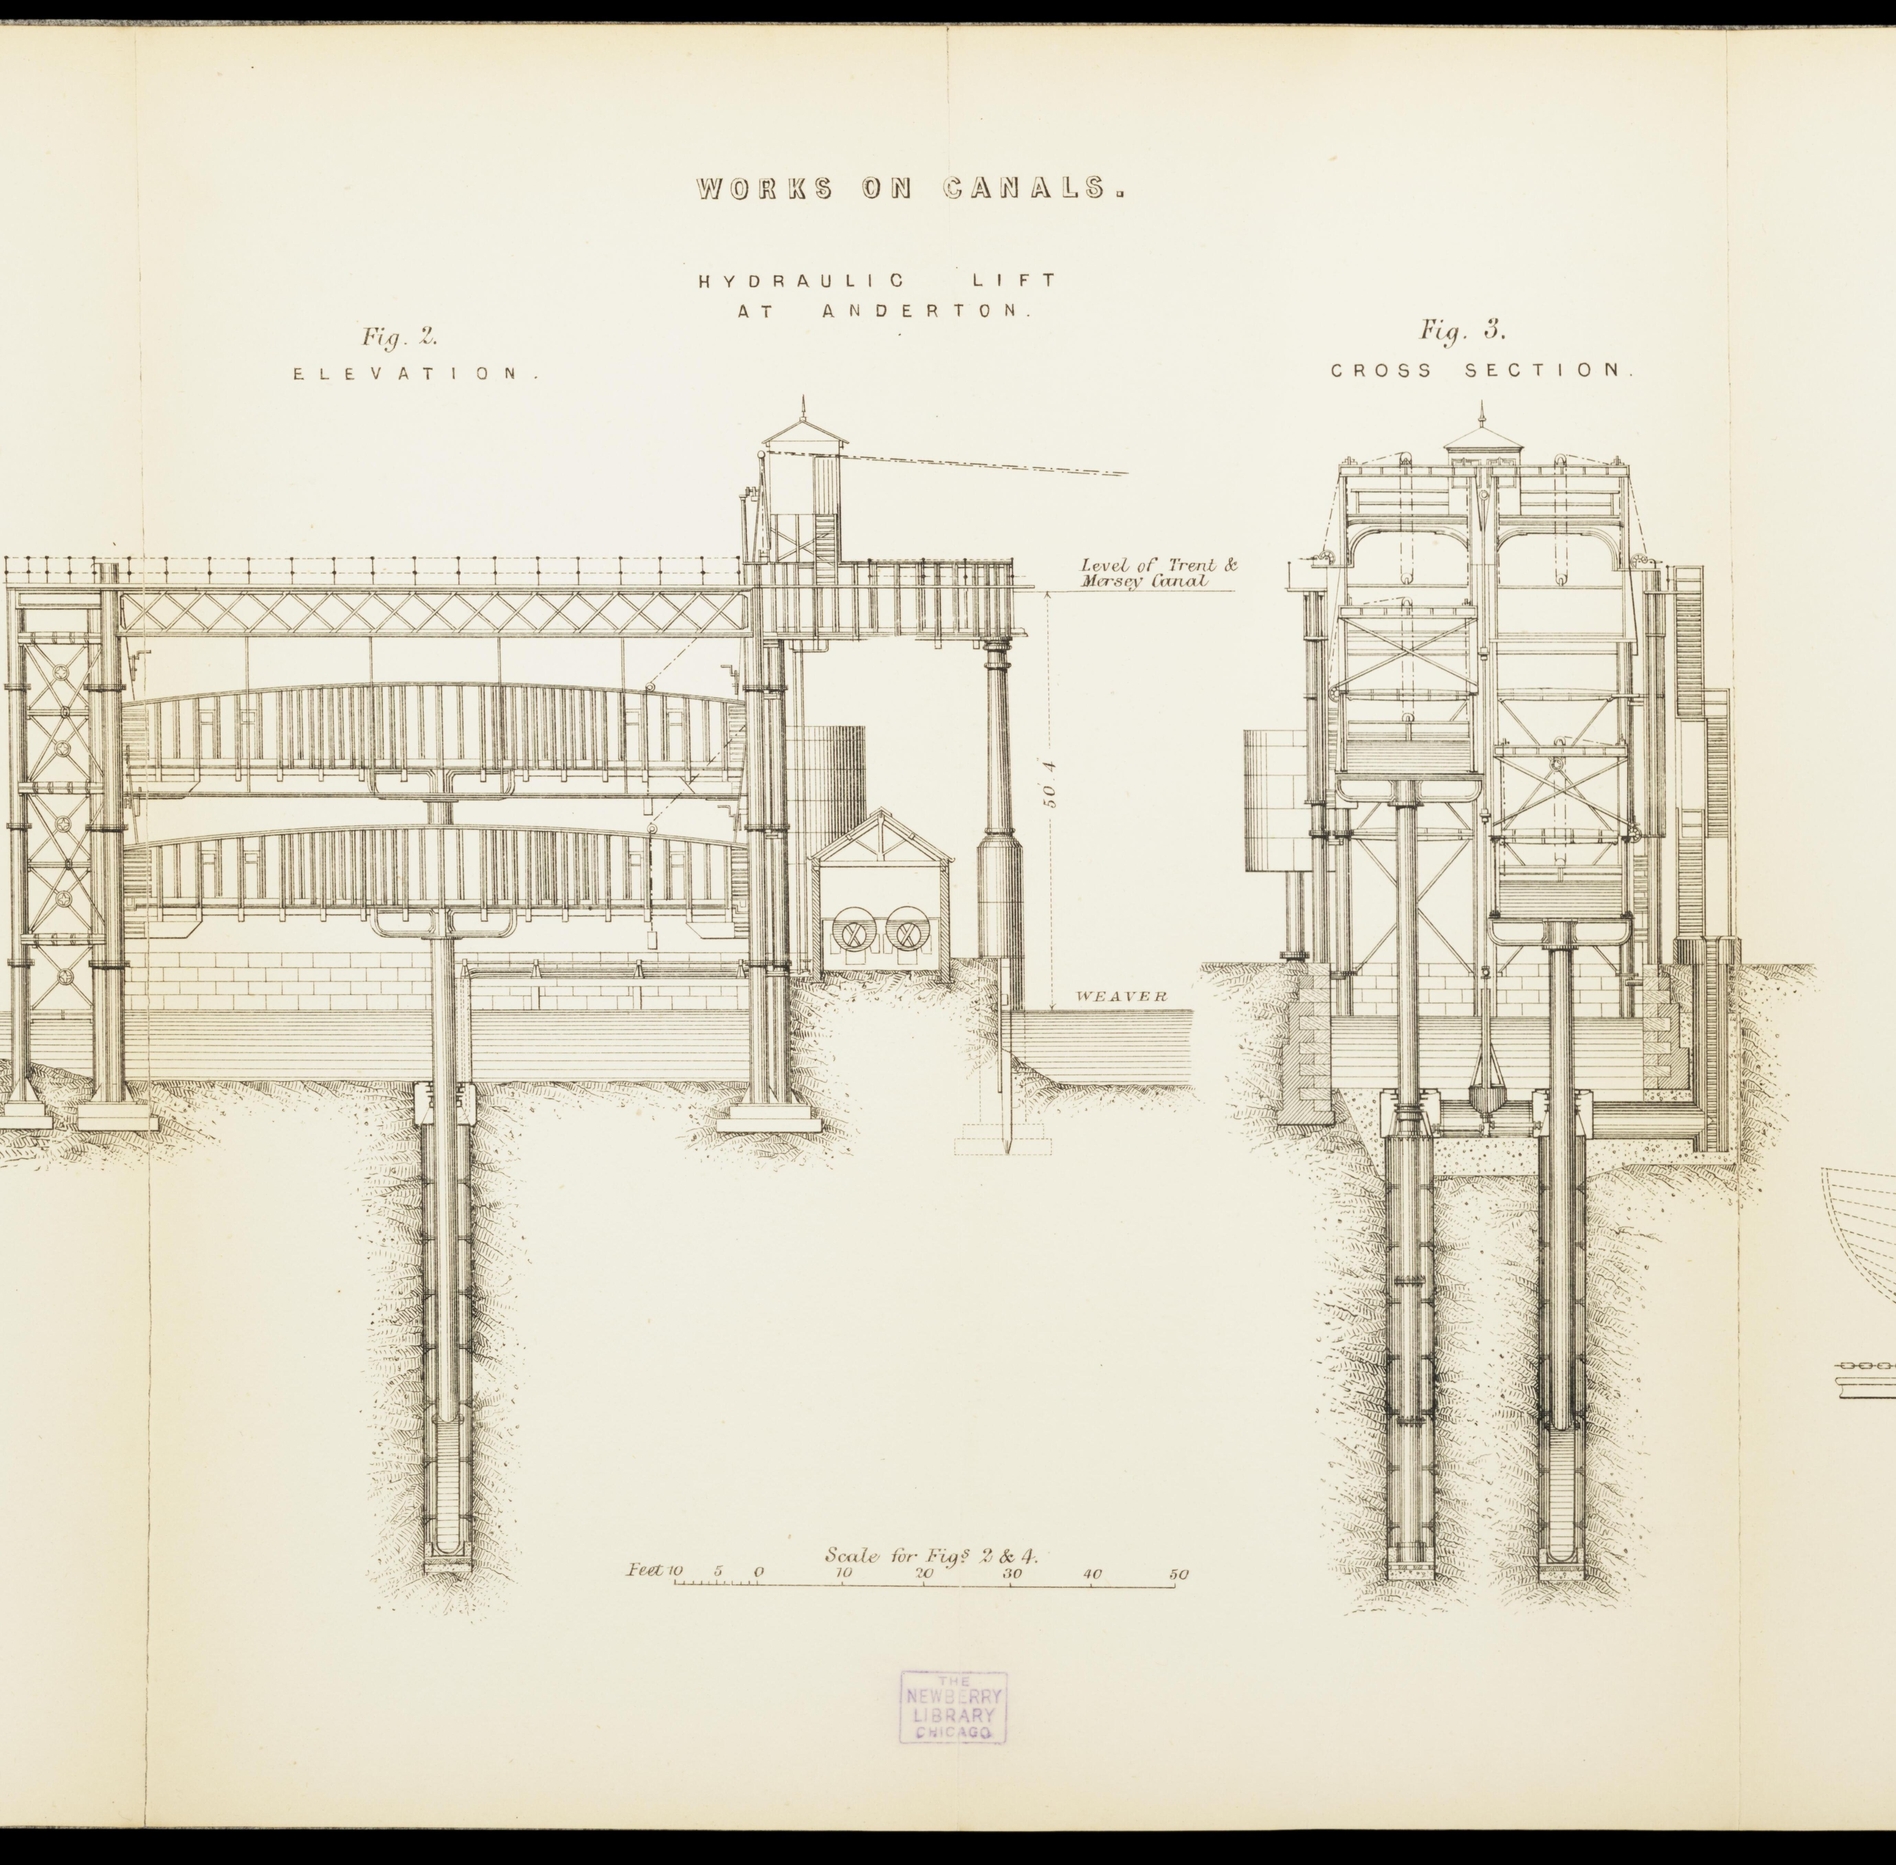 WORKS ON CANALS.
HYDRAULIC LIFT
AT ANDERTON.
Fig. 2.
ELEVATION.
Fig. 3.
CROSS SECTION.
Level of Trent &
Mersey Canal
50.4
WEAVER
Scale for Figs 2 & 4.
Feet 10 5 0 10 20 30 40 50
THE
NEWBERRY
LIBRARY
CHICAGO